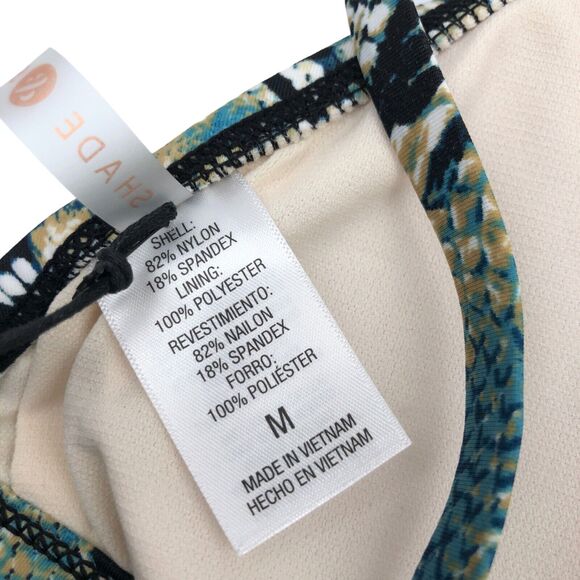 SHADE
SHELL:
82% NYLON
18% SPANDEX
LINING:
100% POLYESTER
REVESTIMIENTO:
82% NAILON
18% SPANDEX
FORRO:
100% POLIÉSTER
M
MADE IN VIETNAM
HECHO EN VIETNAM